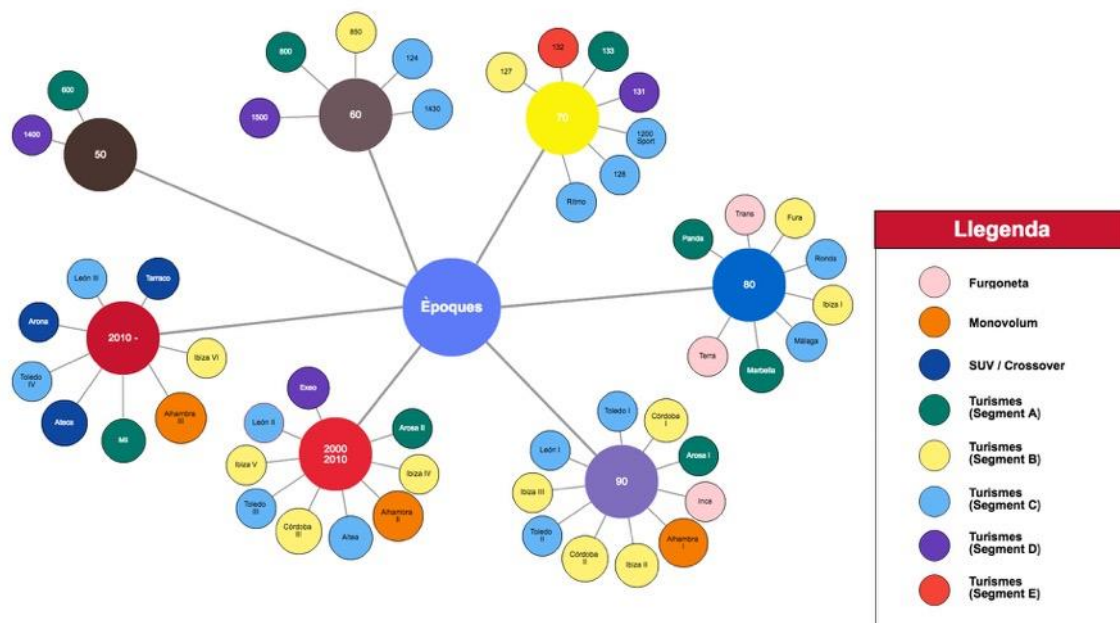 600
1400
50
850
800
124
1500
60
1430
132
133
127
131
70
1200
Sport
128
Ritmo
Trans
Fura
Panda
Ronda
80
Ibiza I
Málaga
Terra
Marbella
Èpoques
León III
Tarraco
Arona
2010 -
Ibiza VI
Toledo
IV
Ateca
Mii
Alhambra
III
Exeo
León II
Arosa II
2000
2010
Ibiza V
Ibiza IV
Toledo
III
Alhambra
II
Córdoba
III
Altea
Toledo I
Córdoba
I
León I
Arosa I
90
Ibiza III
Inca
Toledo
II
Alhambra
I
Córdoba
II
Ibiza II
Llegenda
Furgoneta
Monovolum
SUV / Crossover
Turismes
(Segment A)
Turismes
(Segment B)
Turismes
(Segment C)
Turismes
(Segment D)
Turismes
(Segment E)